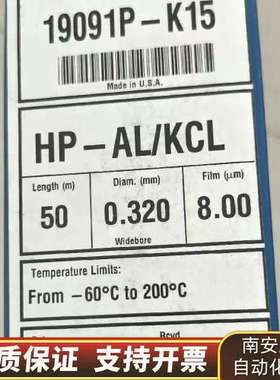 19091P-K15
Made in U.S.A.
HP-AL/KCL
Length (m) Diam. (mm) Film (μm)
50 0.320 8.00
Widebore
Temperature Limits:
From -60°C to 200°C
Rcvd
质保证 支持开票
南安
自动化